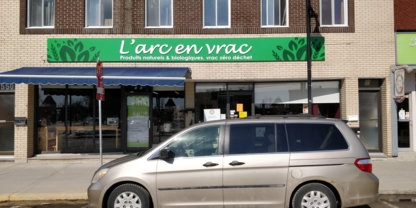 L'arc en vrac
Produits naturels & biologiques, vrac zéro déchet